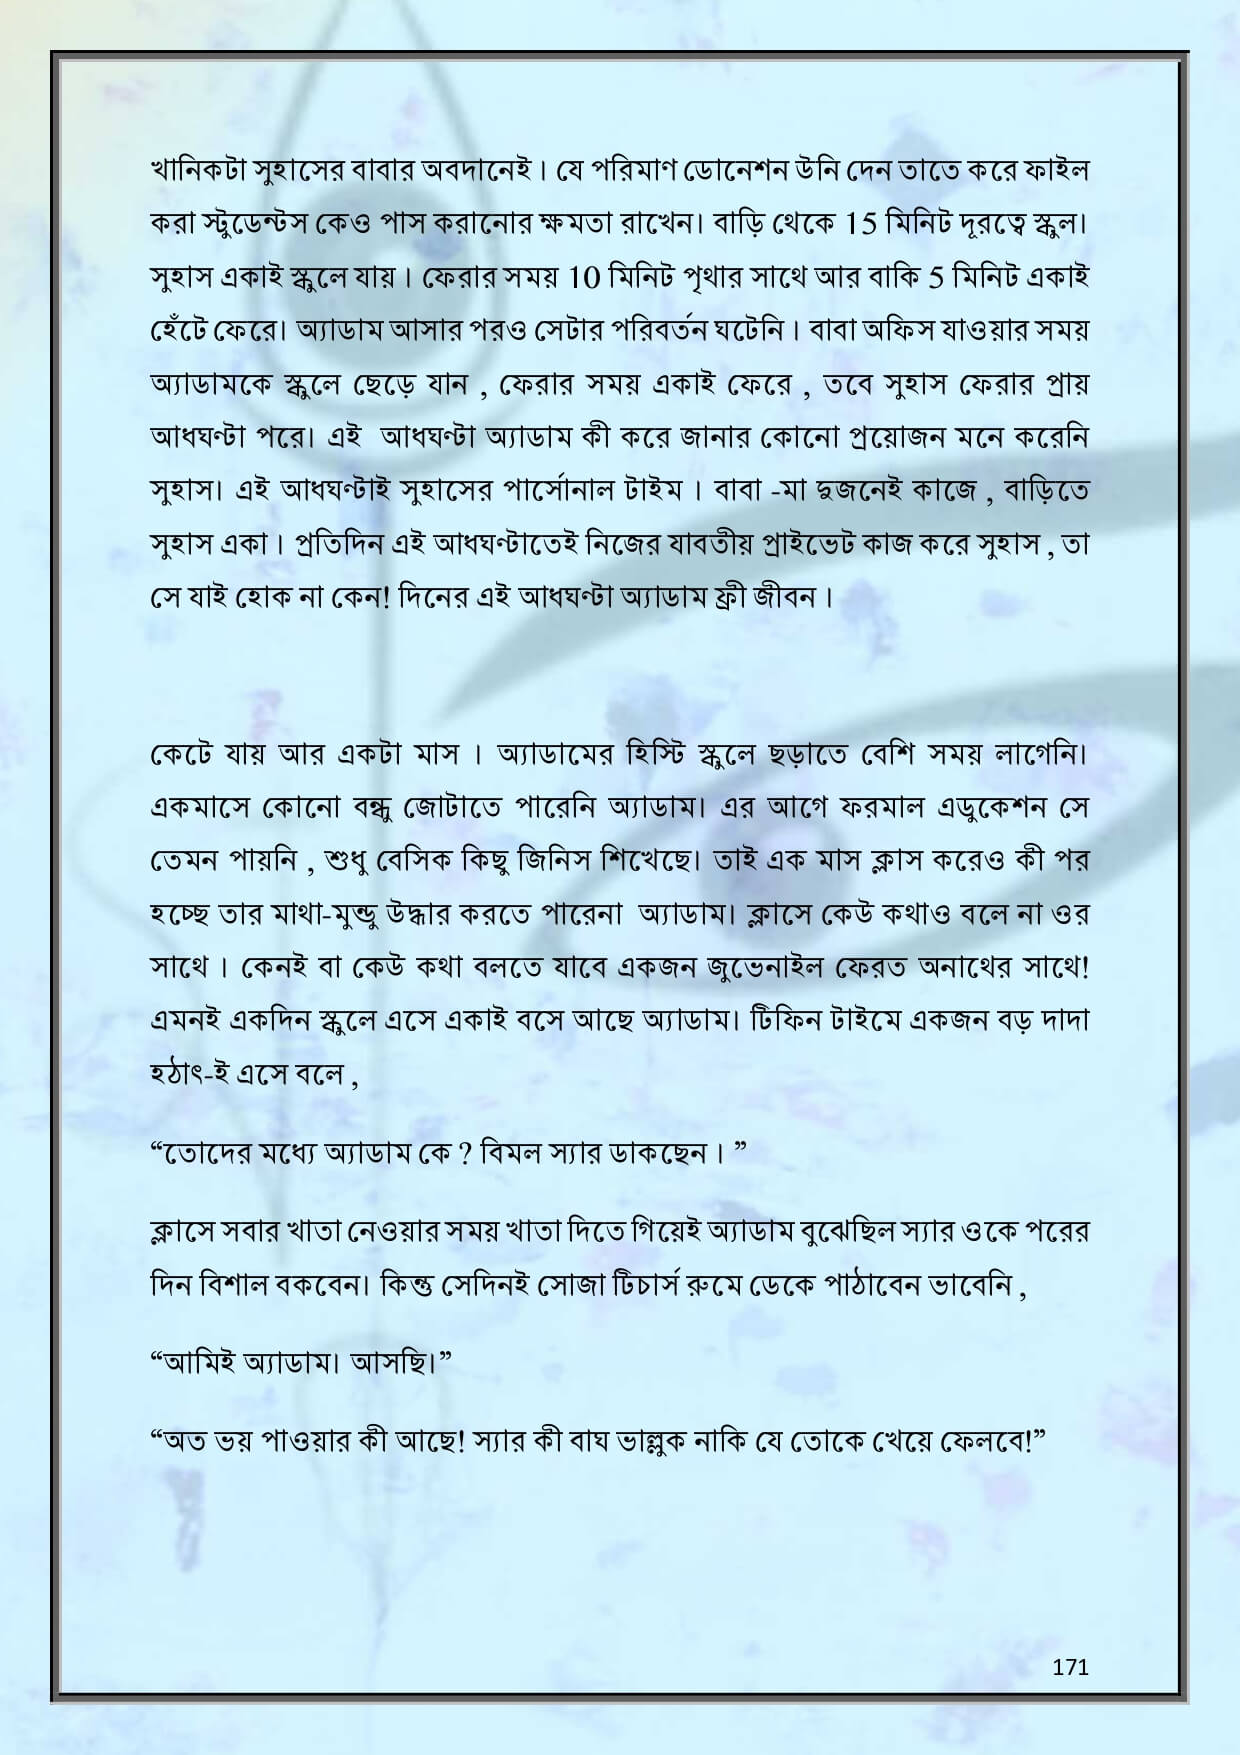 খানিকটা সুহাসের বাবার অবদানেই। যে পরিমাণ ডোনেশন উনি দেন তাতে করে ফাইল
করা স্টুডেন্টস কেও পাস করানোর ক্ষমতা রাখেন। বাড়ি থেকে 15 মিনিট দূরত্বে স্কুল।
সুহাস একাই স্কুলে যায় । ফেরার সময় 10 মিনিট পৃথার সাথে আর বাকি 5 মিনিট একাই
হেঁটে ফেরে। অ্যাডাম আসার পরও সেটার পরিবর্তন ঘটেনি । বাবা অফিস যাওয়ার সময়
অ্যাডামকে স্কুলে ছেড়ে যান , ফেরার সময় একাই ফেরে , তবে সুহাস ফেরার প্রায়
আধঘণ্টা পরে। এই আধঘণ্টা অ্যাডাম কী করে জানার কোনো প্রয়োজন মনে করেনি
সুহাস। এই আধঘণ্টাই সুহাসের পার্সোনাল টাইম । বাবা -মা দুজনেই কাজে , বাড়িতে
সুহাস একা । প্রতিদিন এই আধঘণ্টাতেই নিজের যাবতীয় প্রাইভেট কাজ করে সুহাস , তা
সে যাই হোক না কেন! দিনের এই আধঘণ্টা অ্যাডাম ফ্রী জীবন ।
কেটে যায় আর একটা মাস । অ্যাডামের হিস্টি স্কুলে ছড়াতে বেশি সময় লাগেনি।
একমাসে কোনো বন্ধু জোটাতে পারেনি অ্যাডাম। এর আগে ফরমাল এডুকেশন সে
তেমন পায়নি , শুধু বেসিক কিছু জিনিস শিখেছে। তাই এক মাস ক্লাস করেও কী পর
হচ্ছে তার মাথা-মুন্ডু উদ্ধার করতে পারেনা অ্যাডাম। ক্লাসে কেউ কথাও বলে না ওর
সাথে । কেনই বা কেউ কথা বলতে যাবে একজন জুভেনাইল ফেরত অনাথের সাথে!
এমনই একদিন স্কুলে এসে একাই বসে আছে অ্যাডাম। টিফিন টাইমে একজন বড় দাদা
হঠাৎ-ই এসে বলে ,
“তোদের মধ্যে অ্যাডাম কে ? বিমল স্যার ডাকছেন । ”
ক্লাসে সবার খাতা নেওয়ার সময় খাতা দিতে গিয়েই অ্যাডাম বুঝেছিল স্যার ওকে পরের
দিন বিশাল বকবেন। কিন্তু সেদিনই সোজা টিচার্স রুমে ডেকে পাঠাবেন ভাবেনি ,
“আমিই অ্যাডাম। আসছি।”
“অত ভয় পাওয়ার কী আছে! স্যার কী বাঘ ভাল্লুক নাকি যে তোকে খেয়ে ফেলবে!”
171